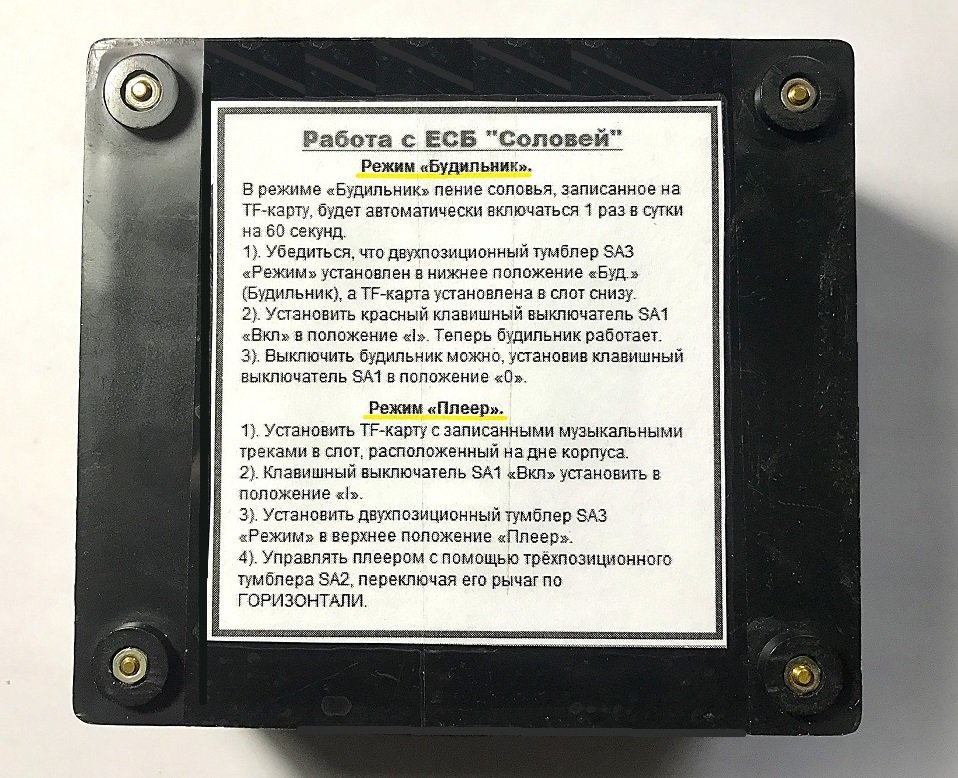 Работа с ЕСБ "Соловей"
Режим «Будильник».
В режиме «Будильник» пение соловья, записанное на
TF-карту, будет автоматически включаться 1 раз в сутки
на 60 секунд.
1). Убедиться, что двухпозиционный тумблер SA3
«Режим» установлен в нижнее положение «Буд.»
(Будильник), а TF-карта установлена в слот снизу.
2). Установить красный клавишный выключатель SA1
«Вкл» в положение «I». Теперь будильник работает.
3). Выключить будильник можно, установив клавишный
выключатель SA1 в положение «0».
Режим «Плеер».
1). Установить TF-карту с записанными музыкальными
треками в слот, расположенный на дне корпуса.
2). Клавишный выключатель SA1 «Вкл» установить в
положение «I».
3). Установить двухпозиционный тумблер SA3
«Режим» в верхнее положение «Плеер».
4). Управлять плеером с помощью трёхпозиционного
тумблера SA2, переключая его рычаг по
ГОРИЗОНТАЛИ.